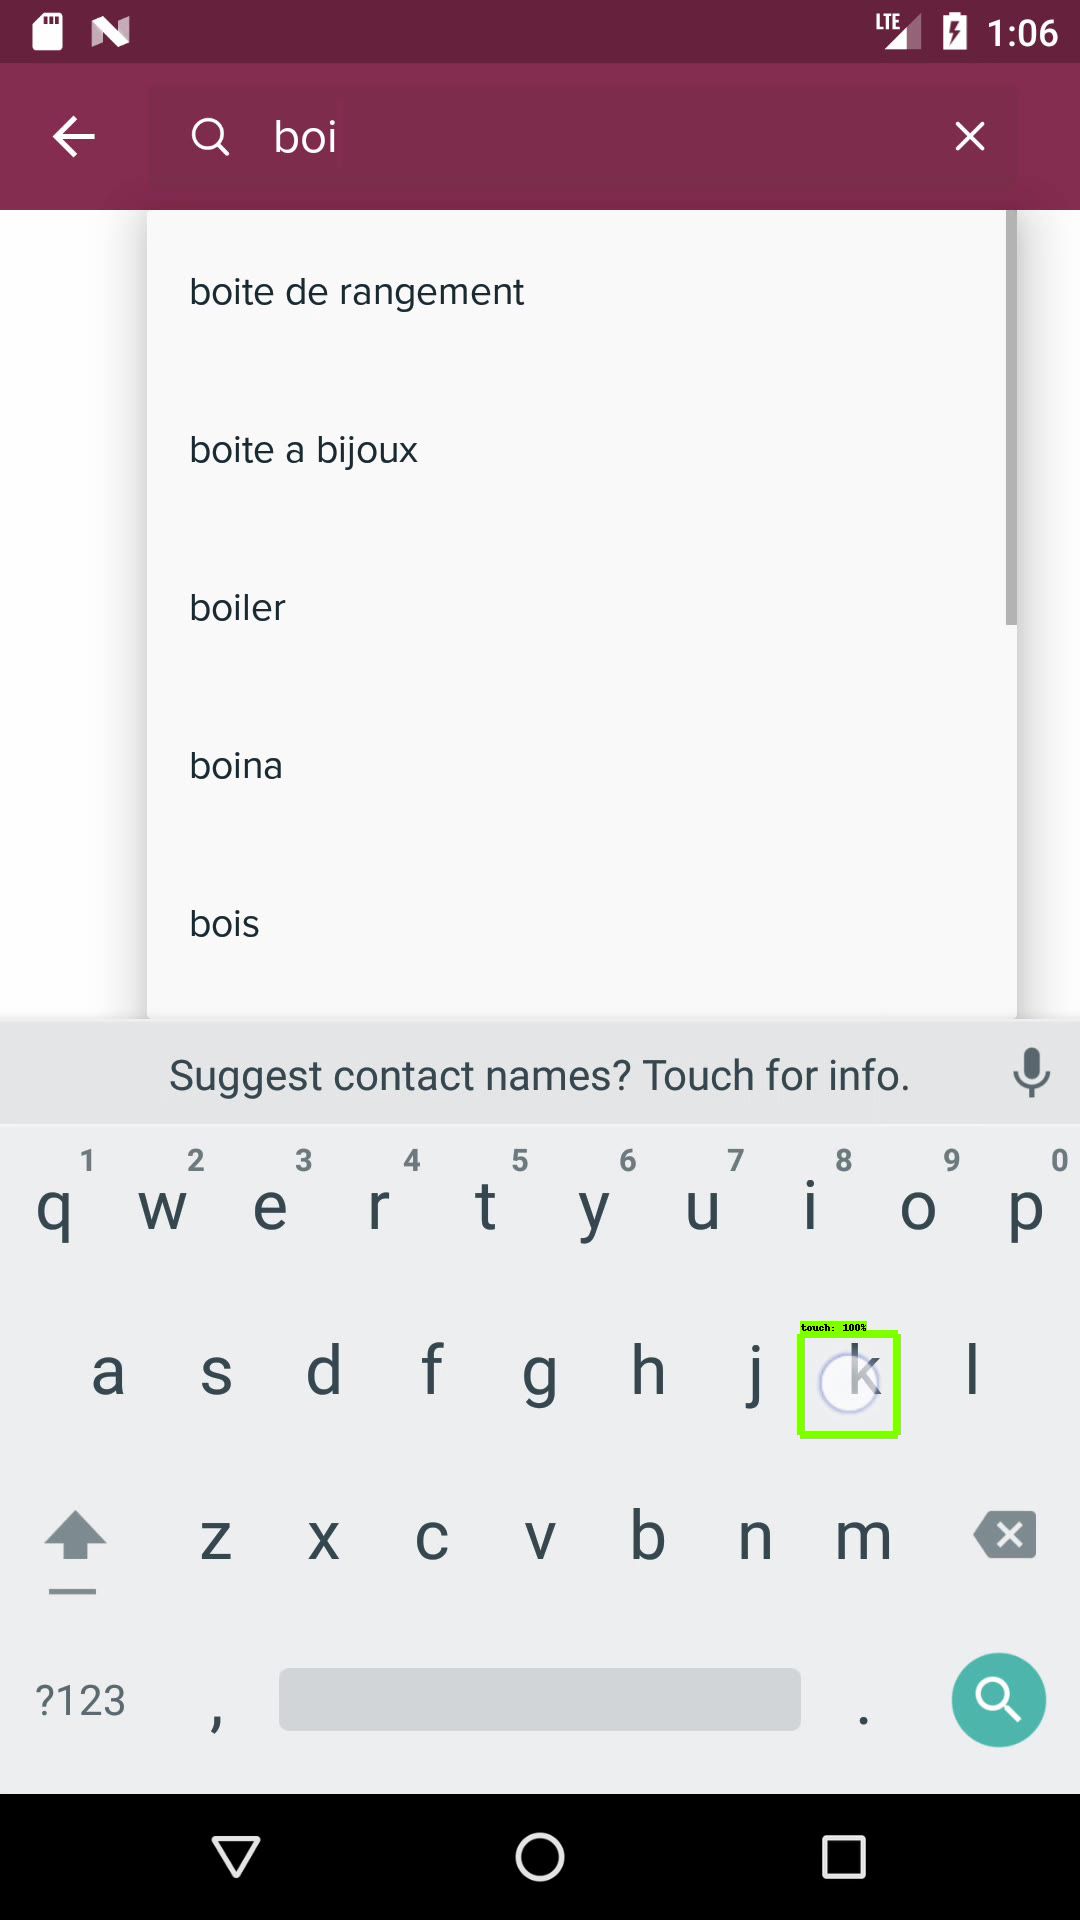 LTE 1:06
boi
boite de rangement
boite a bijoux
boiler
boina
bois
Suggest contact names? Touch for info.
1 2 3 4 5 6 7 8 9 0
q w e r t y u i o p
touch: 100%
a s d f g h j k l
z x c v b n m
?123 , .